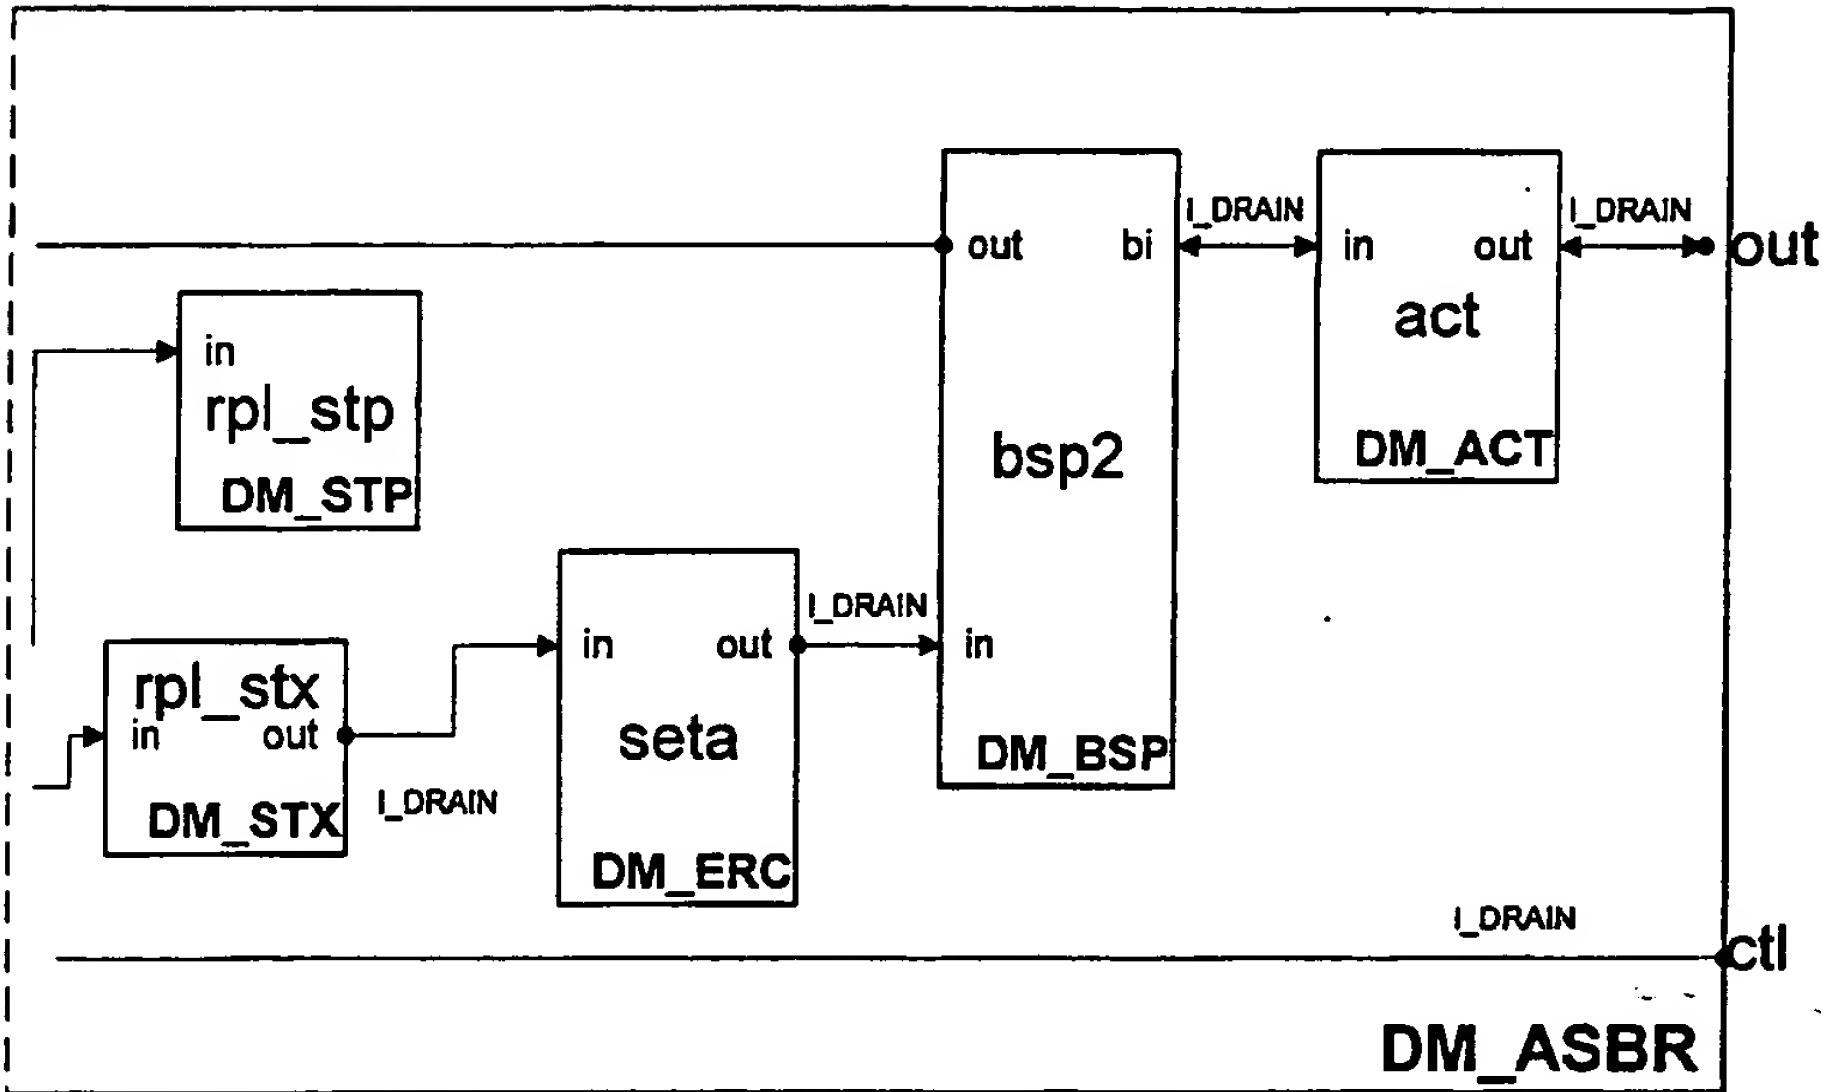 I_DRAIN
I_DRAIN
out
bi
in
out
out
act
DM_ACT
in
rpl_stp
DM_STP
bsp2
I_DRAIN
in
out
in
rpl_stx
in
out
DM_STX
I_DRAIN
seta
DM_ERC
DM_BSP
I_DRAIN
ctl
DM_ASBR